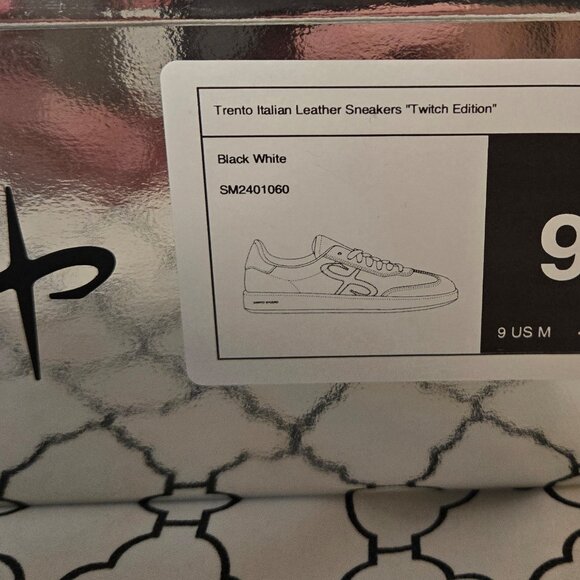 Trento Italian Leather Sneakers "Twitch Edition"
Black White
SM2401060
9
9 US M